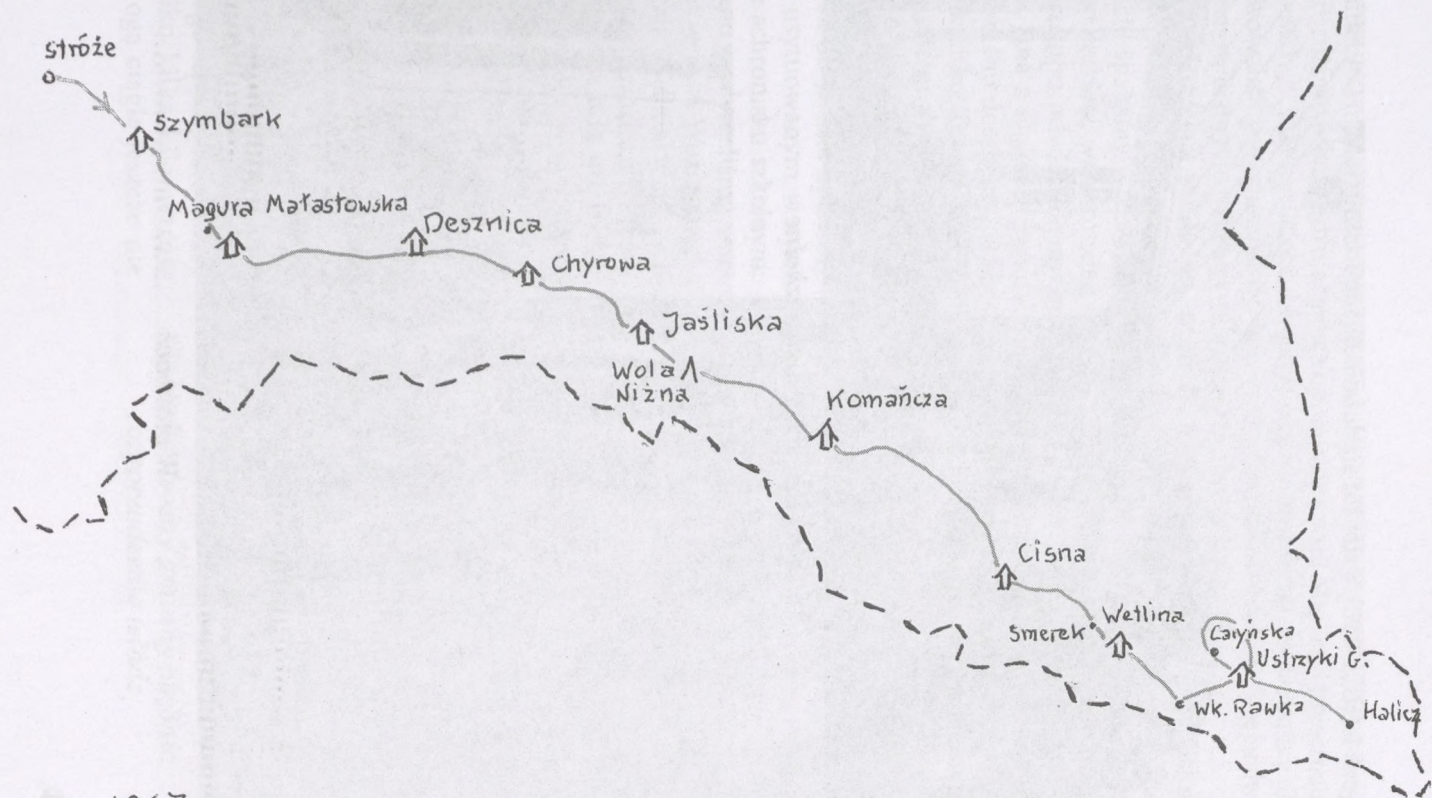 stróże
Szymbark
Magura Małastowska
Desznica
Chyrowa
Jaśliska
Wola
Niżna
Komańcza
Cisna
Wetlina
Smerek
Caryńska
Ustrzyki G.
Wk. Rawka
Halicz